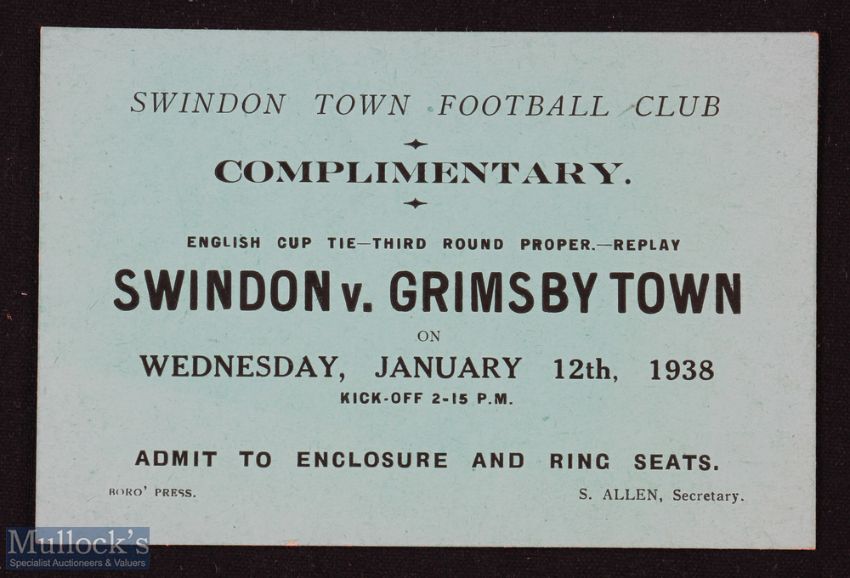 SWINDON TOWN FOOTBALL CLUB
COMPLIMENTARY.
ENGLISH CUP TIE—THIRD ROUND PROPER.—REPLAY
SWINDON v. GRIMSBY TOWN
ON
WEDNESDAY, JANUARY 12th, 1938
KICK-OFF 2-15 P.M.
ADMIT TO ENCLOSURE AND RING SEATS.
BORO' PRESS.
S. ALLEN, Secretary.
Mullock's
Specialist Auctioneers & Valuers